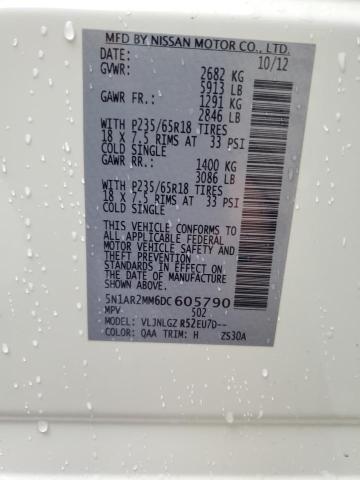 MFD BY NISSAN MOTOR CO., LTD.
DATE: 10/12
GVWR: 2682 KG
5913 LB
GAWR FR.: 1291 KG
2846 LB
WITH P235/65R18 TIRES
18 X 7.5 RIMS AT 33 PSI
COLD SINGLE
GAWR RR.: 1400 KG
3086 LB
WITH P235/65R18 TIRES
18 X 7.5 RIMS AT 33 PSI
COLD SINGLE
THIS VEHICLE CONFORMS TO
ALL APPLICABLE FEDERAL
MOTOR VEHICLE SAFETY AND
THEFT PREVENTION
STANDARDS IN EFFECT ON
THE DATE OF MANUFACTURE
SHOWN ABOVE.
5N1AR2MM6DC605790
MPV 502
MODEL: VLJNLGZ R52EU7D--
COLOR: QAA TRIM: H ZS30A